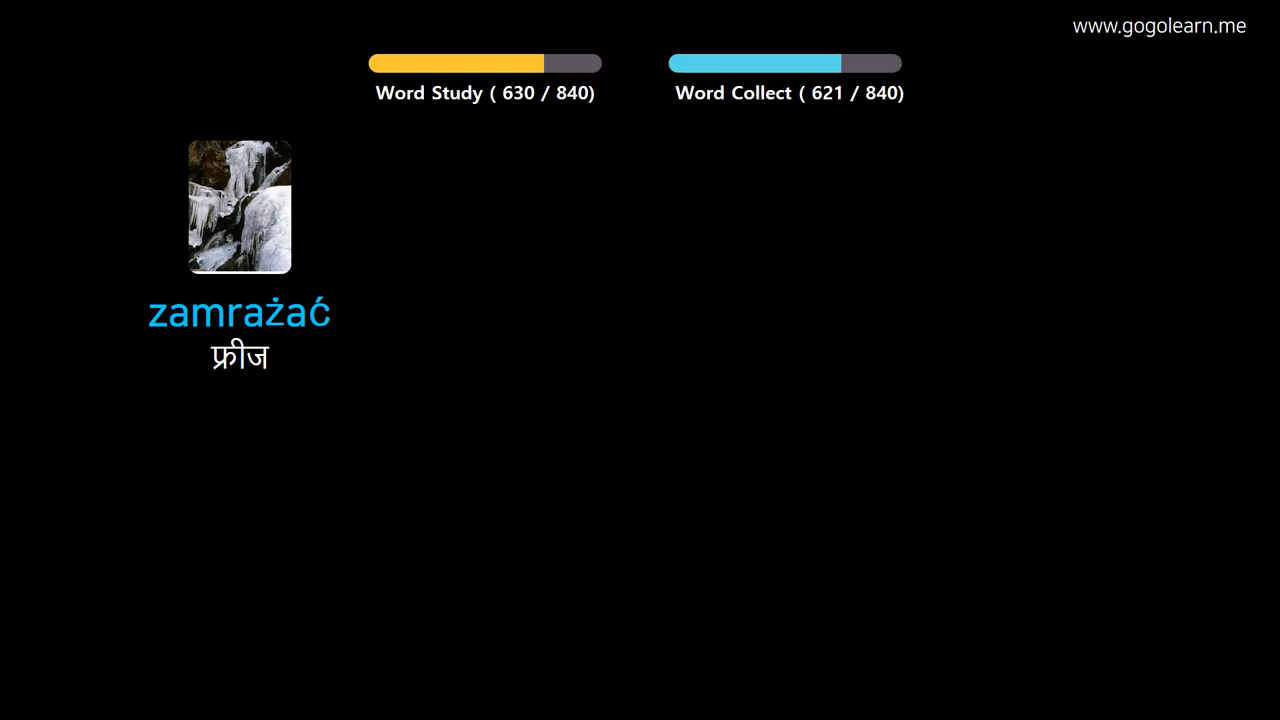 www.gogolearn.me
Word Study ( 630 / 840)
Word Collect ( 621 / 840)
zamrażać
फ्रीज